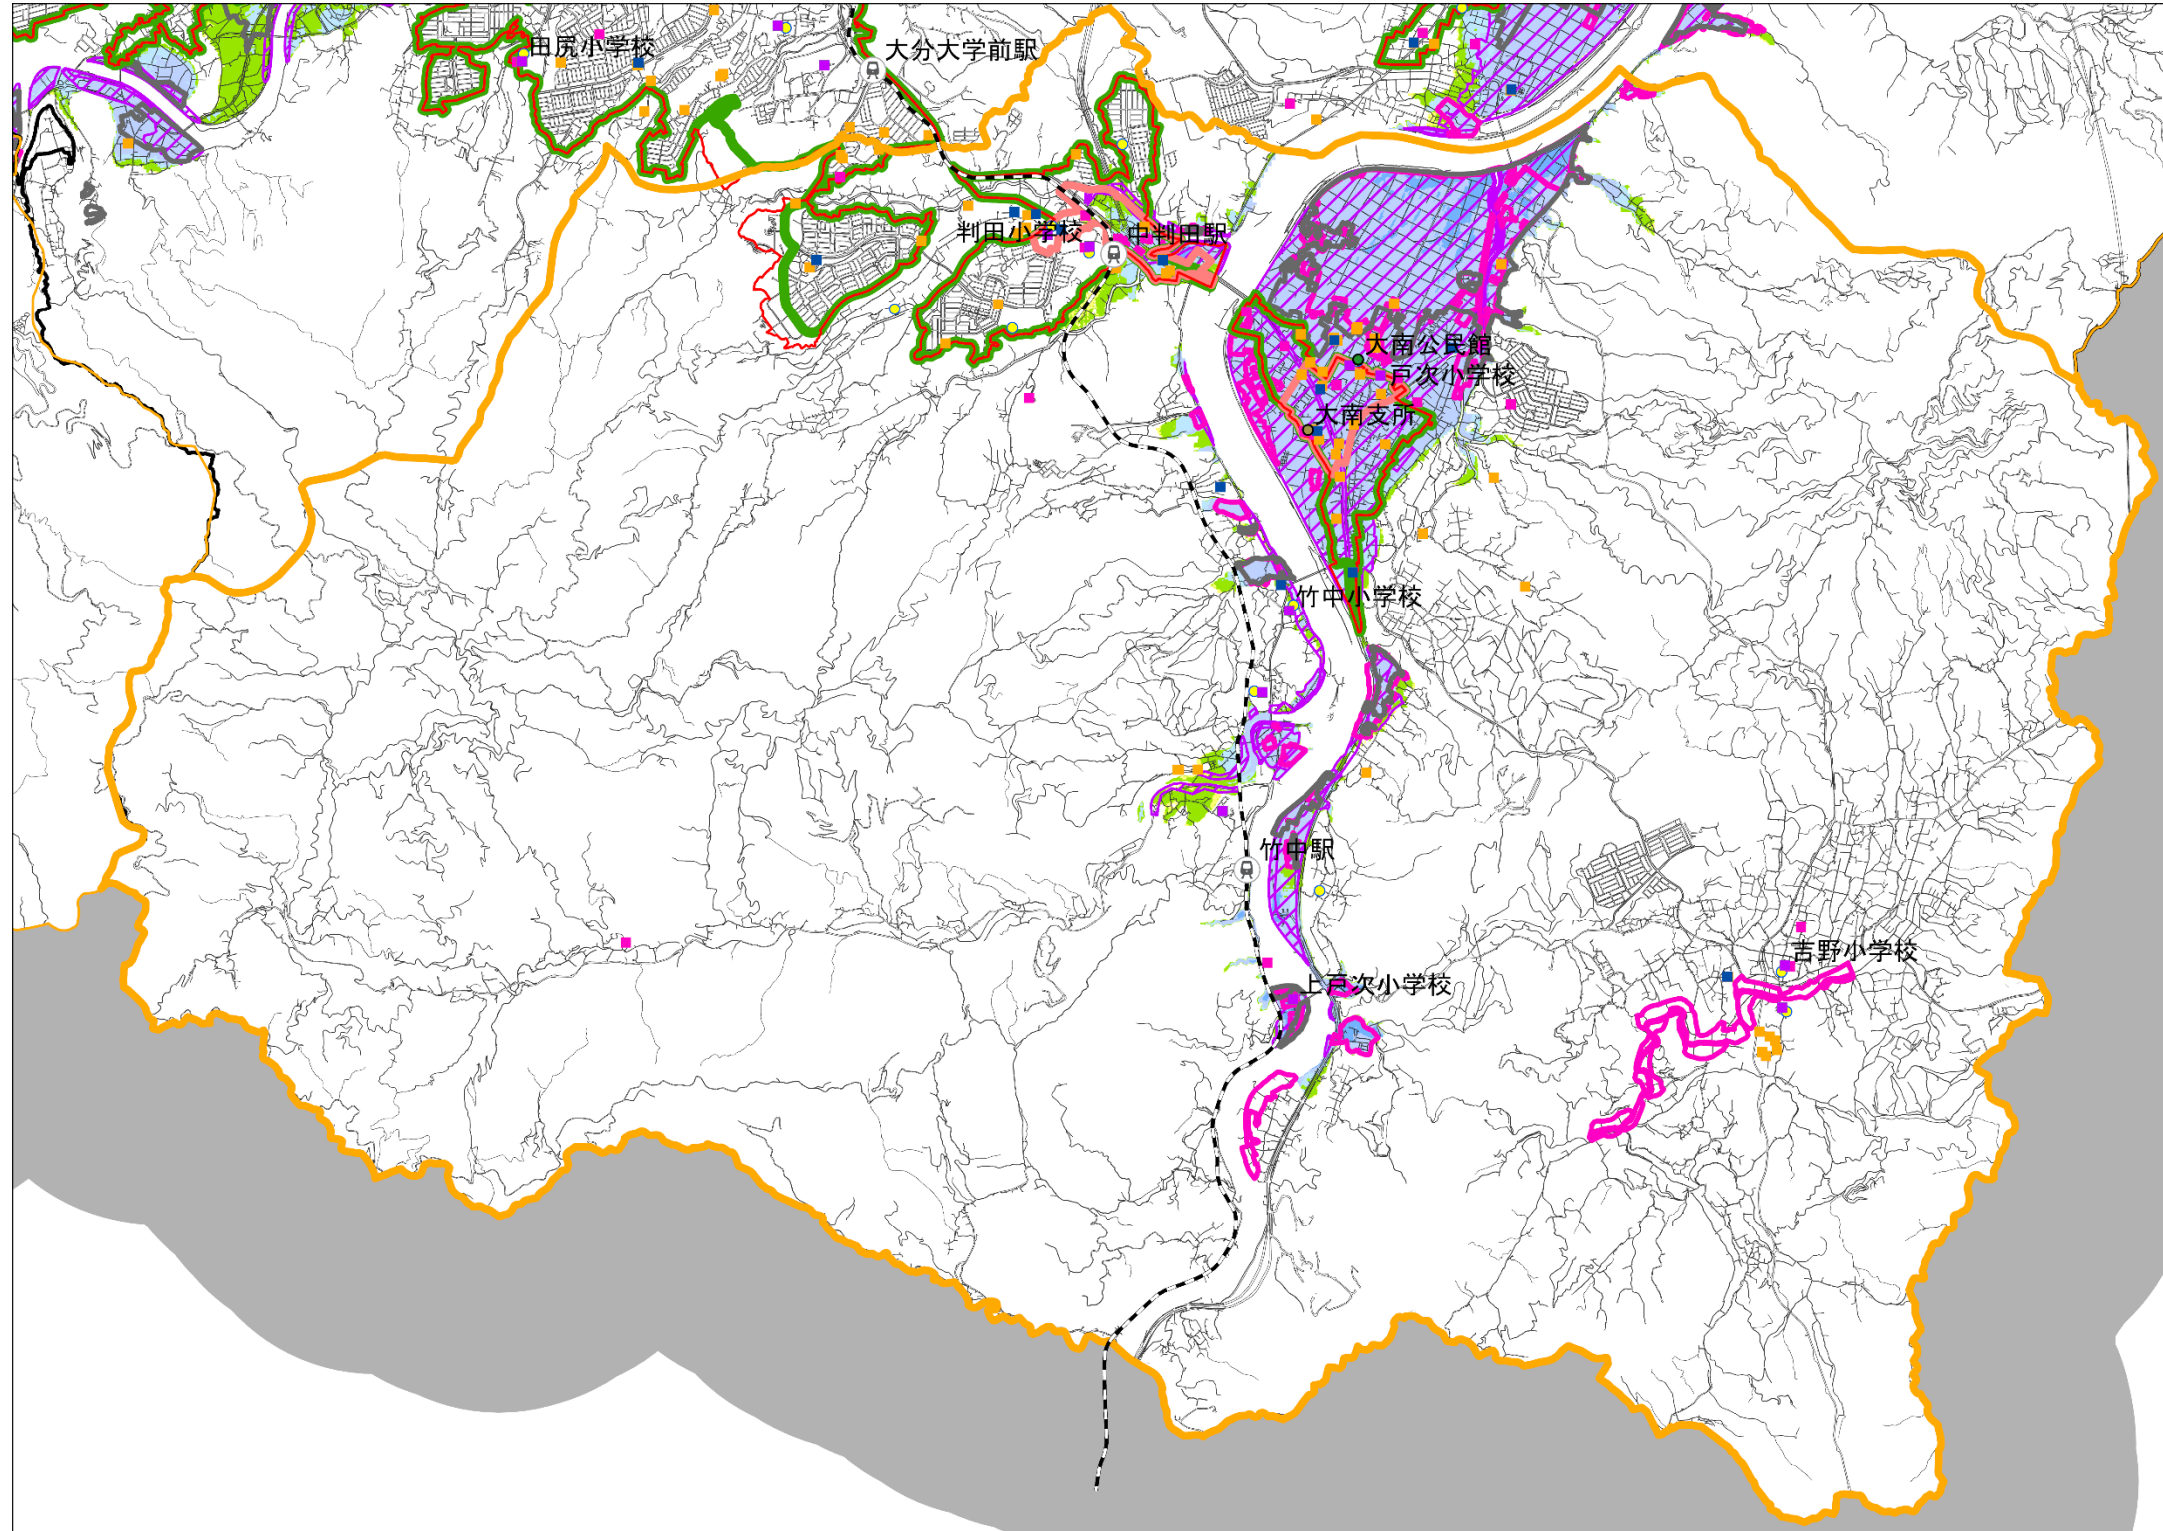 田尻小学校
大分大学前駅
判田小学校
中判田駅
大南公民館
戸次小学校
大南支所
竹中小学校
竹中駅
吉野小学校
上戸次小学校